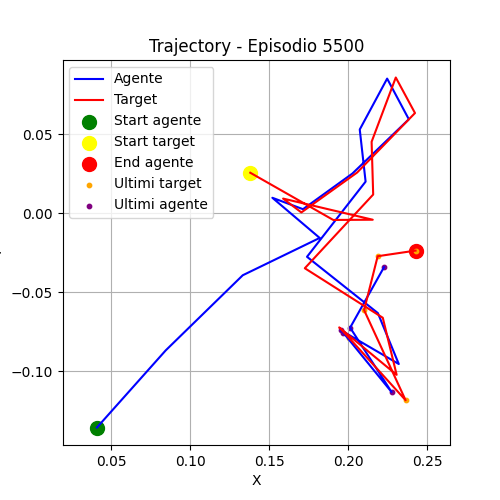 Trajectory - Episodio 5500
Agente
Target
Start agente
Start target
End agente
Ultimi target
Ultimi agente
0.05
0.00
−0.05
−0.10
0.05
0.10
0.15
0.20
0.25
X